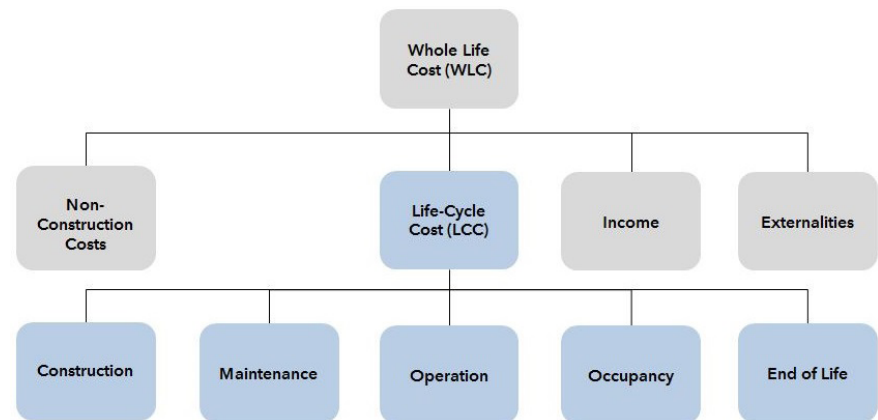 Whole Life
Cost (WLC)
Non-
Construction
Costs
Life-Cycle
Cost (LCC)
Income
Externalities
Construction
Maintenance
Operation
Occupancy
End of Life